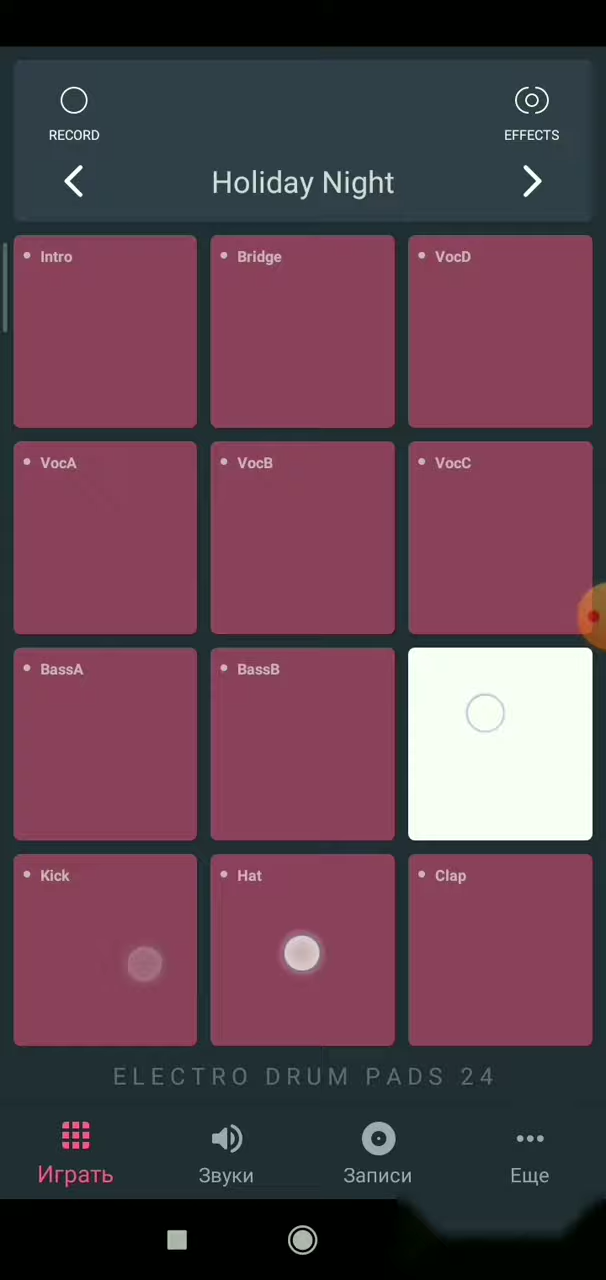 RECORD
EFFECTS
Holiday Night
Intro
Bridge
VocD
VocA
VocB
VocC
BassA
BassB
Kick
Hat
Clap
ELECTRO DRUM PADS 24
Играть
Звуки
Записи
Еще